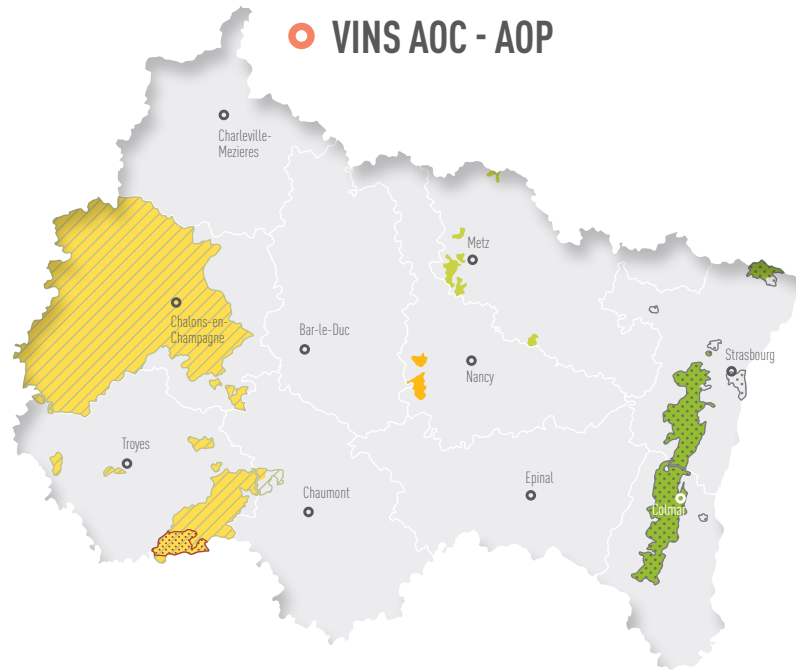 VINS AOC - AOP
Charleville-
Mezieres
Metz
Chalons-en-
Champagne
Bar-le-Duc
Nancy
Strasbourg
Troyes
Chaumont
Epinal
Colmar